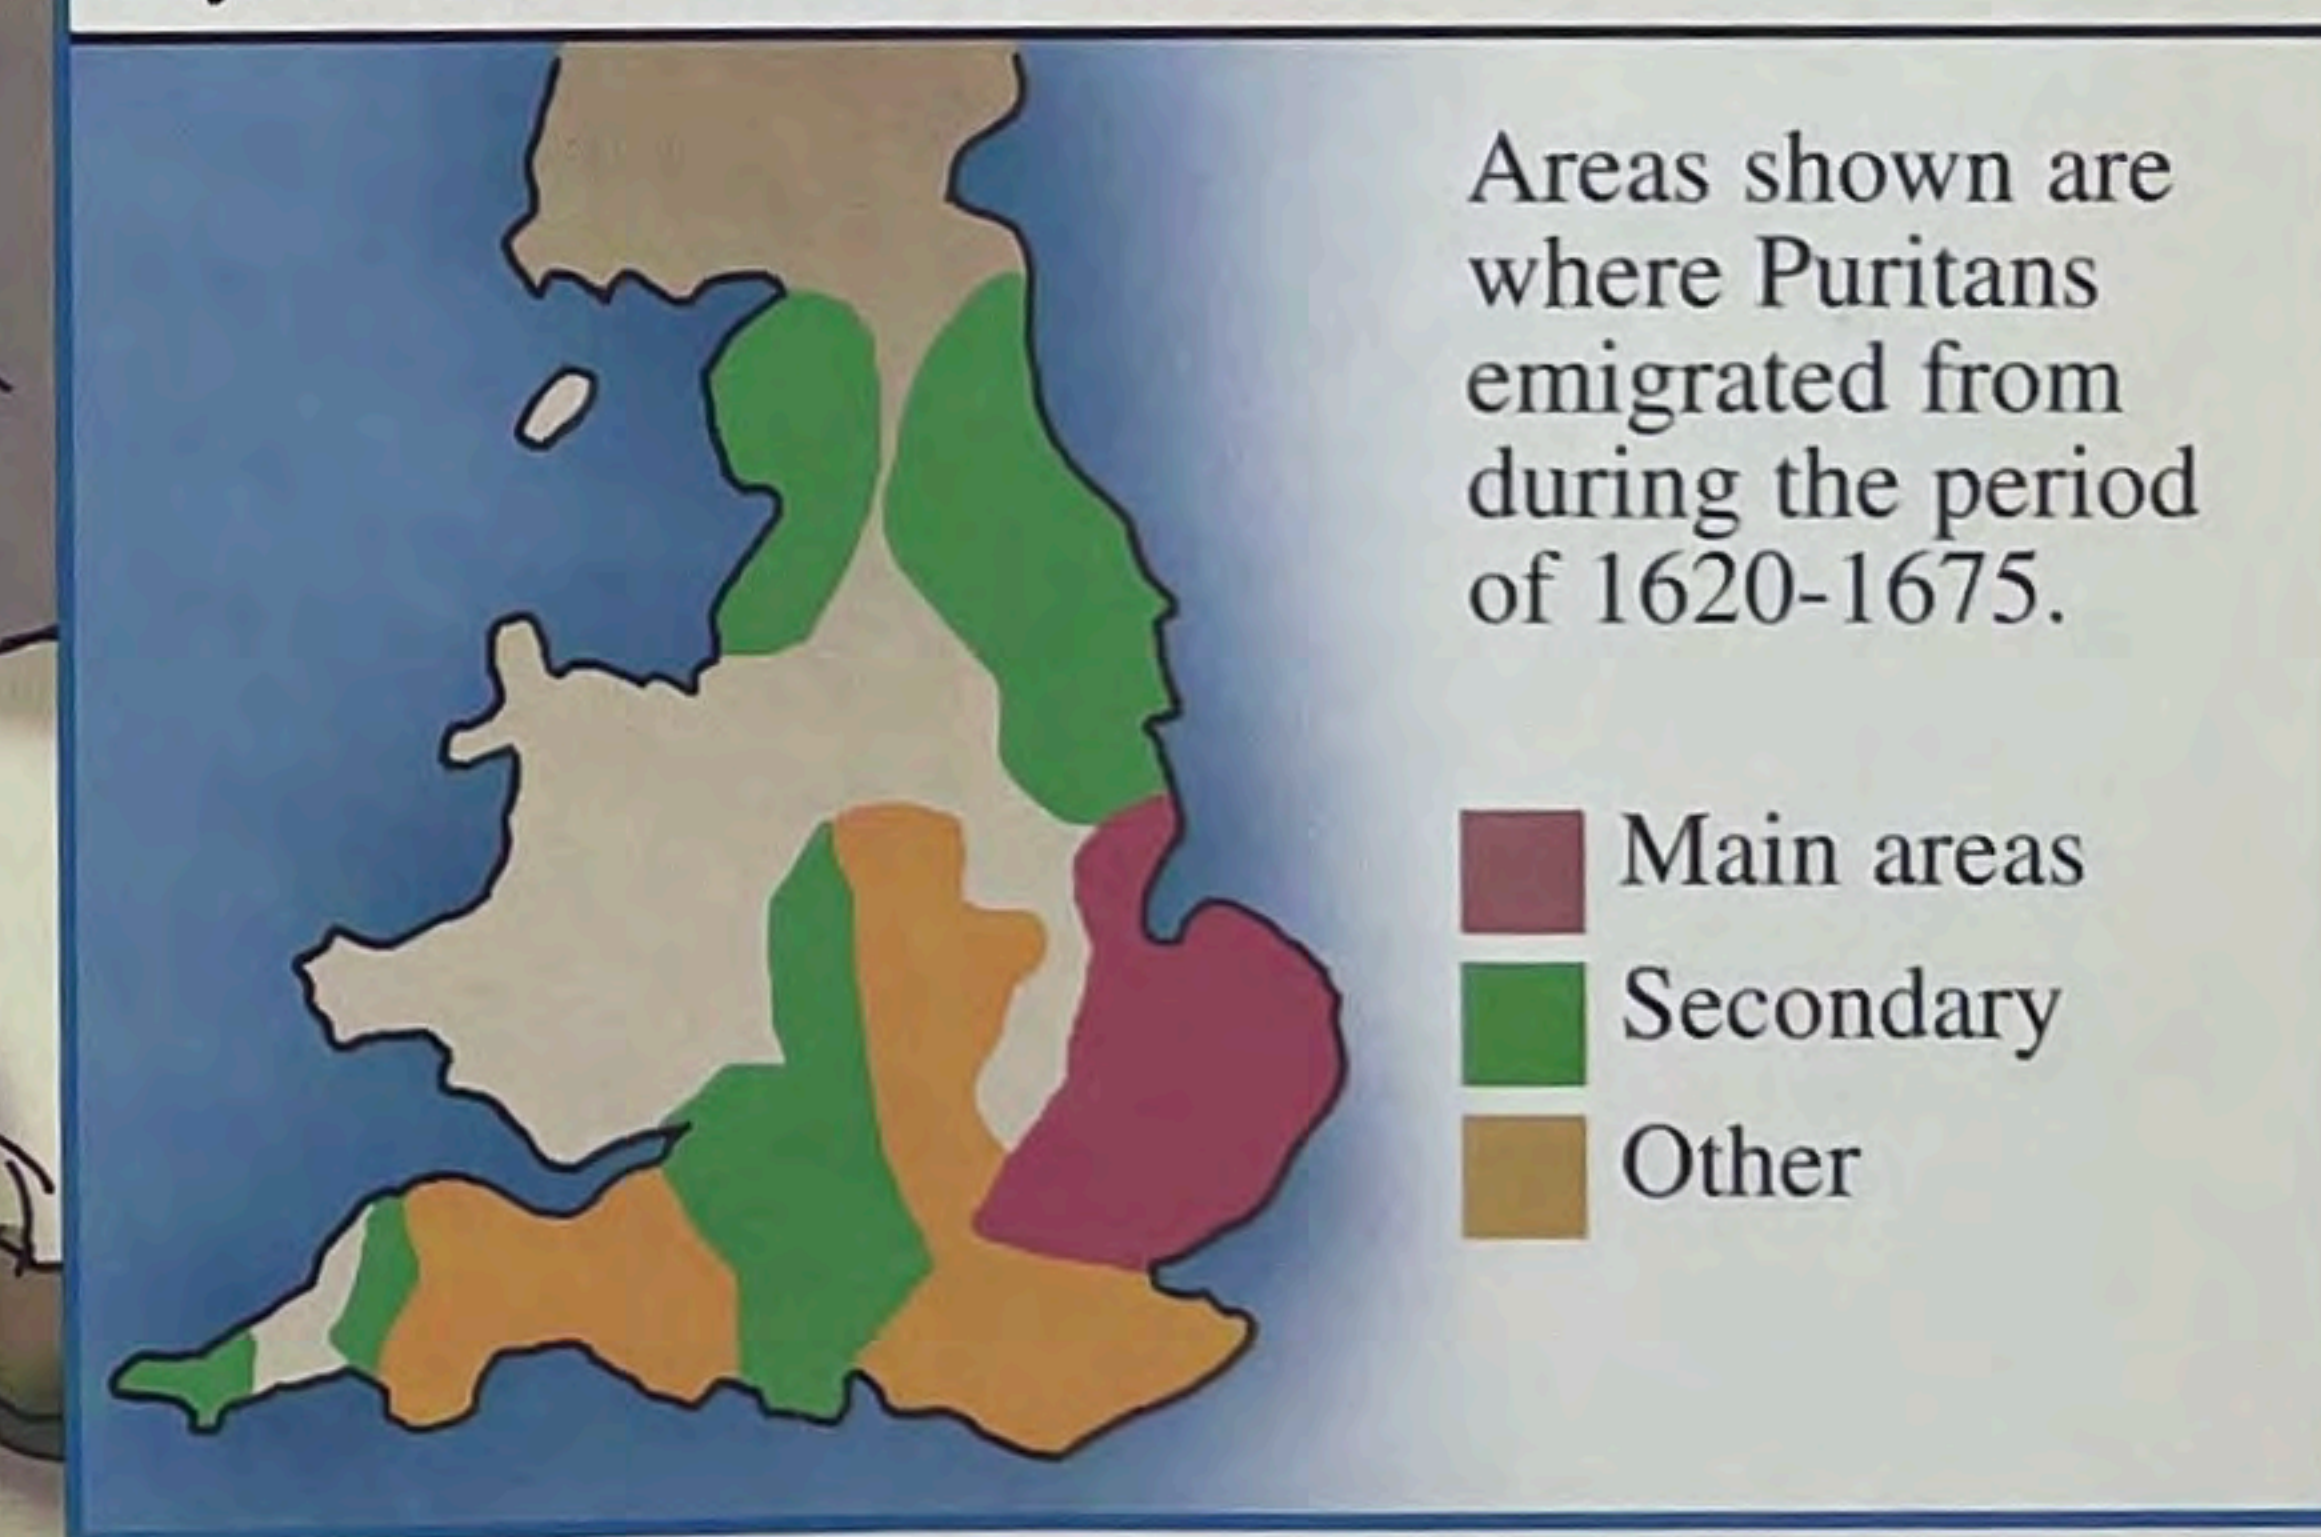 Areas shown are
where Puritans
emigrated from
during the period
of 1620-1675.
Main areas
Secondary
Other